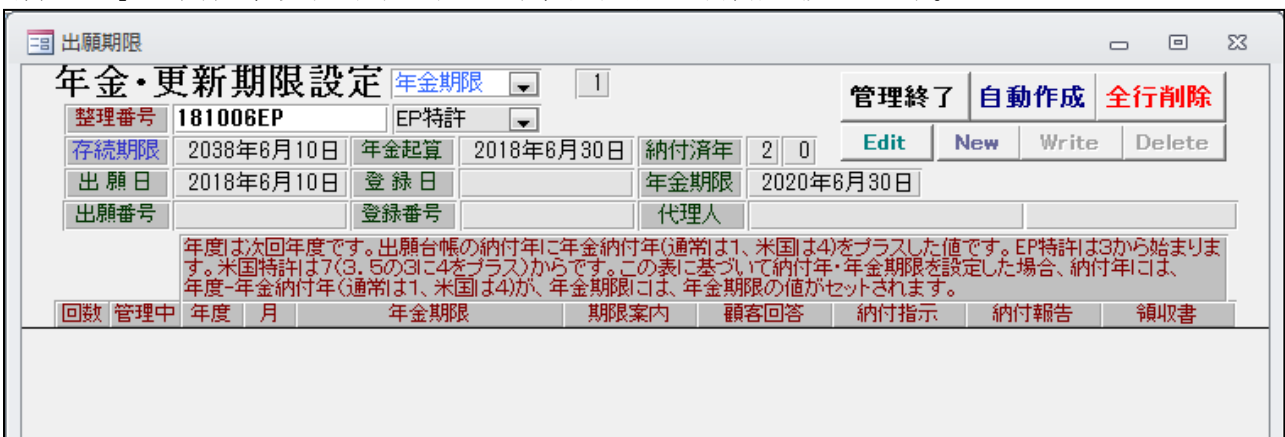 出願期限
年金・更新期限設定 年金期限 1 管理終了 自動作成 全行削除
整理番号 181006EP EP特許
Edit New Write Delete
存続期限 2038年6月10日 年金起算 2018年6月30日 納付済年 2 0
出願日 2018年6月10日 登録日 年金期限 2020年6月30日
出願番号 登録番号 代理人
年度は次回年度です。出願台帳の納付年に年金納付年(通常は1、米国は4)をプラスした値です。EP特許は3から始まりま
す。米国特許は7(3.5の3に4をプラス)からです。この表に基づいて納付年・年金期限を設定した場合、納付年には、
年度-年金納付年(通常は1、米国は4)が、年金期限には、年金期限の値がセットされます。
回数 管理中 年度 月 年金期限 期限案内 顧客回答 納付指示 納付報告 領収書